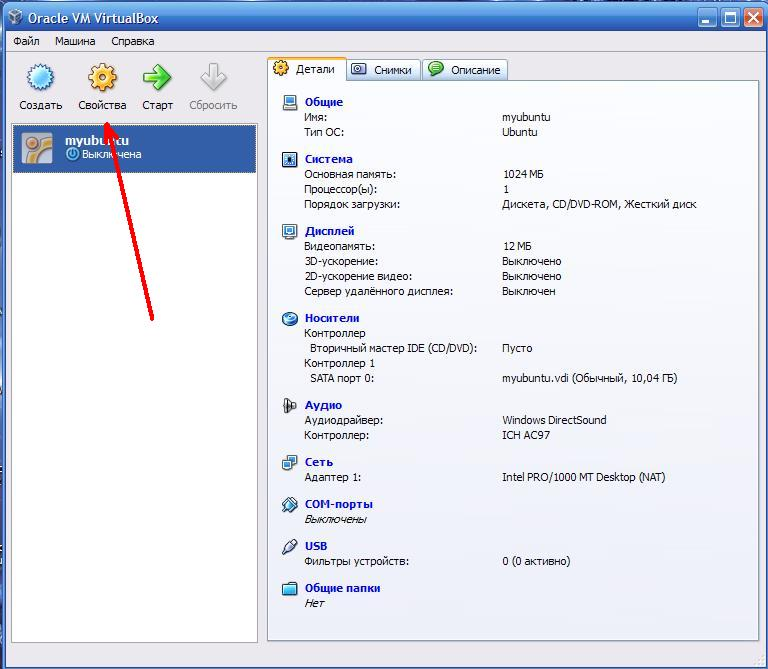 Oracle VM VirtualBox
Файл Машина Справка
Создать Свойства Старт Сбросить
Детали Снимки Описание
myubuntu
Выключена
Общие
Имя: myubuntu
Тип ОС: Ubuntu
Система
Основная память: 1024 МБ
Процессор(ы): 1
Порядок загрузки: Дискета, CD/DVD-ROM, Жесткий диск
Дисплей
Видеопамять: 12 МБ
3D-ускорение: Выключено
2D-ускорение видео: Выключено
Сервер удалённого дисплея: Выключен
Носители
Контроллер
Вторичный мастер IDE (CD/DVD): Пусто
Контроллер 1
SATA порт 0: myubuntu.vdi (Обычный, 10,04 ГБ)
Аудио
Аудиодрайвер: Windows DirectSound
Контроллер: ICH AC97
Сеть
Адаптер 1: Intel PRO/1000 MT Desktop (NAT)
COM-порты
Выключены
USB
Фильтры устройств: 0 (0 активно)
Общие папки
Нет